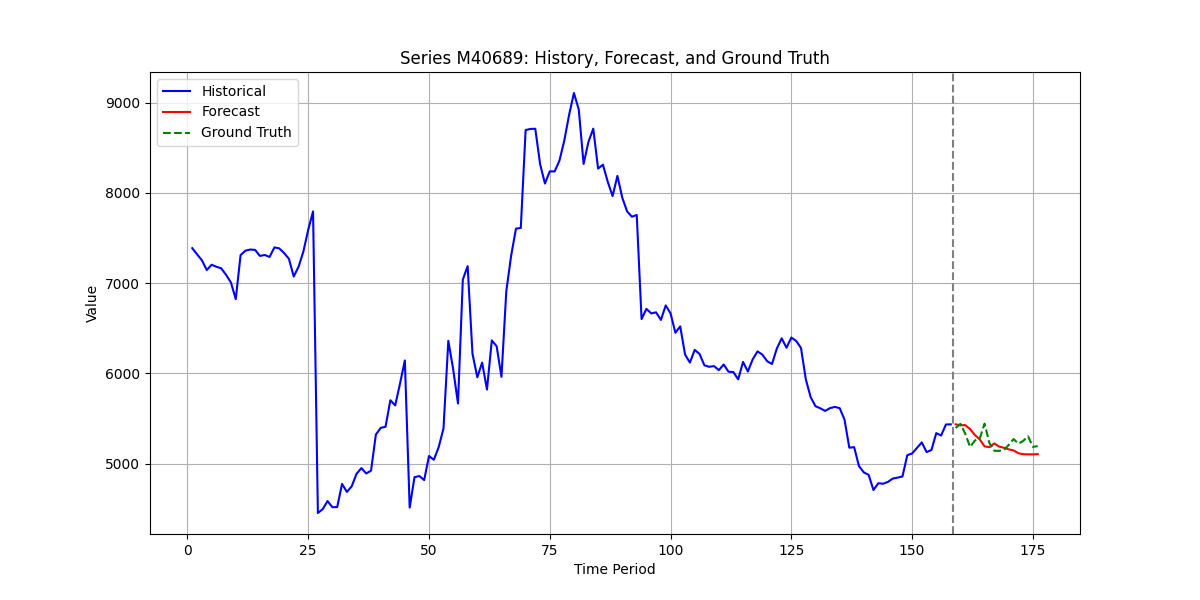 Series M40689: History, Forecast, and Ground Truth
Historical
Forecast
Ground Truth
9000
8000
7000
6000
5000
Value
0 25 50 75 100 125 150 175
Time Period